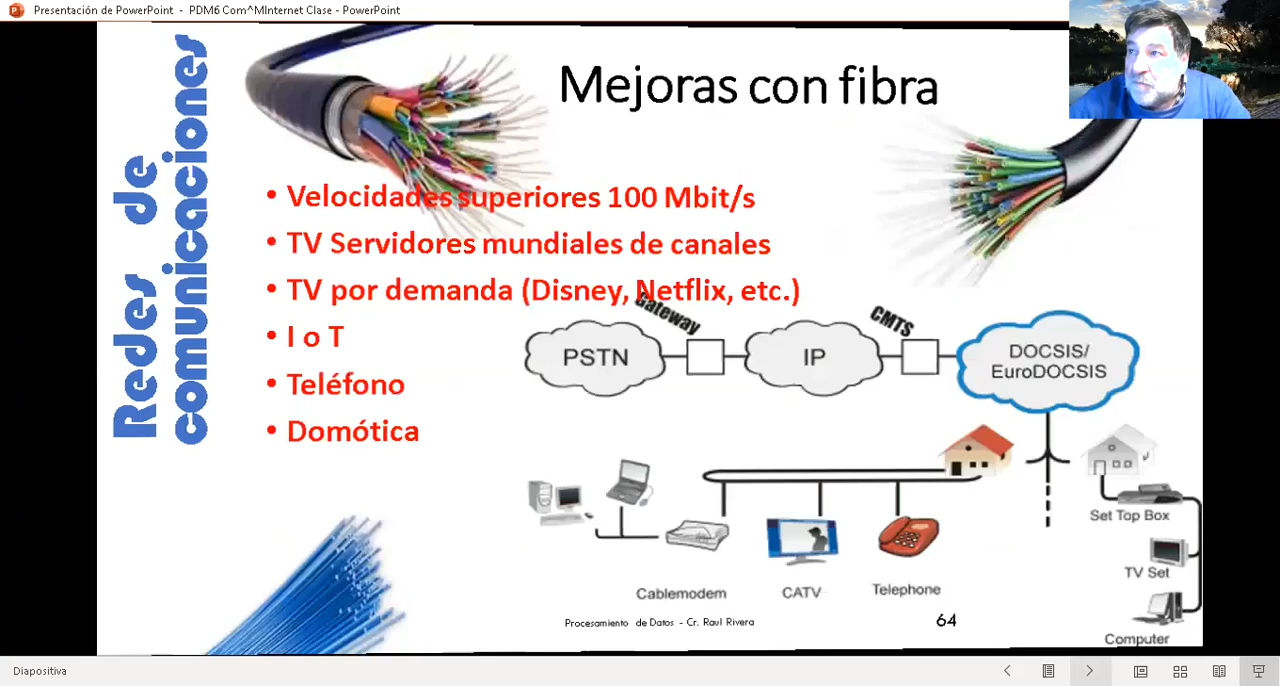 Presentación de PowerPoint - PDM6 Com^MInternet Clase - PowerPoint
Redes de
comunicaciones
Mejoras con fibra
• Velocidades superiores 100 Mbit/s
• TV Servidores mundiales de canales
• TV por demanda (Disney, Netflix, etc.)
• I o T
• Teléfono
• Domótica
Gateway
CMTS
PSTN
IP
DOCSIS/
EuroDOCSIS
Set Top Box
TV Set
Computer
Cablemodem
CATV
Telephone
Procesamiento de Datos - Cr. Raul Rivera
64
Diapositiva